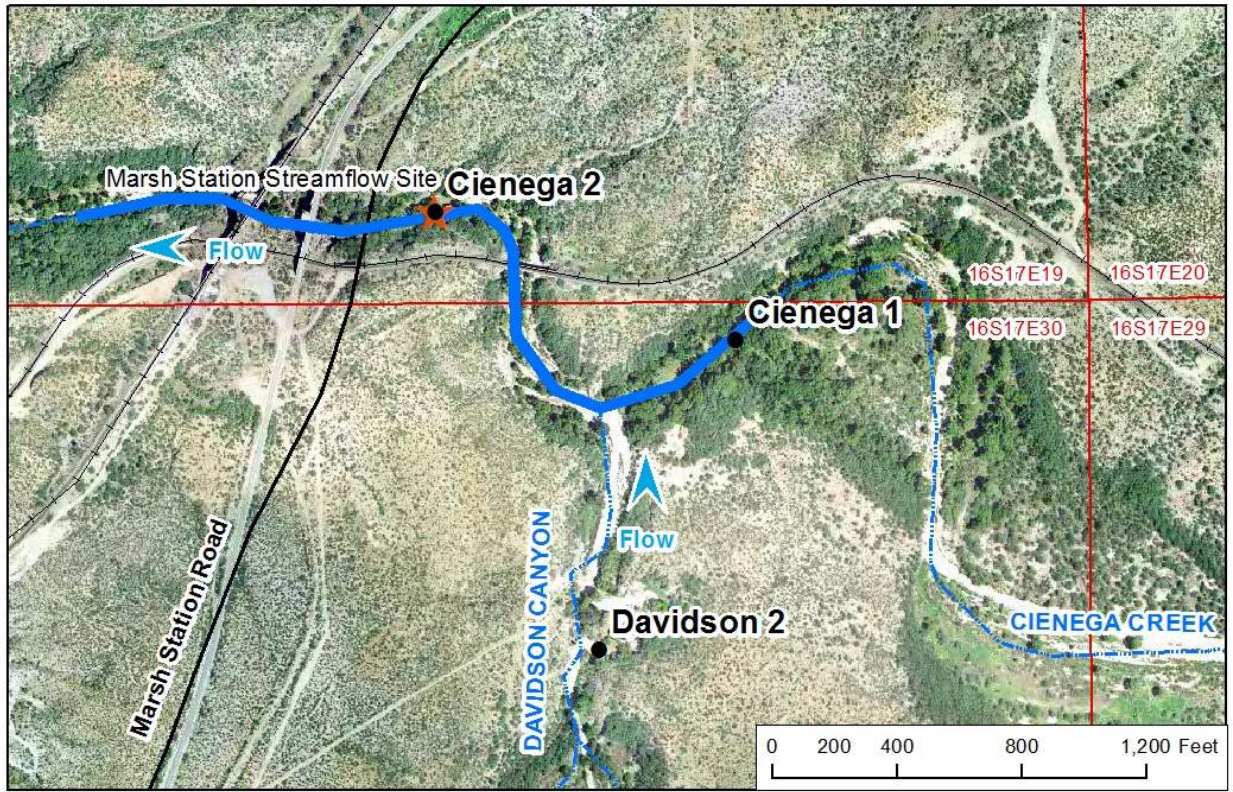 Marsh Station Streamflow Site
Cienega 2
Flow
16S17E19
16S17E20
Cienega 1
16S17E30
16S17E29
Flow
DAVIDSON CANYON
Marsh Station Road
Davidson 2
CIENEGA CREEK
0 200 400 800 1,200 Feet